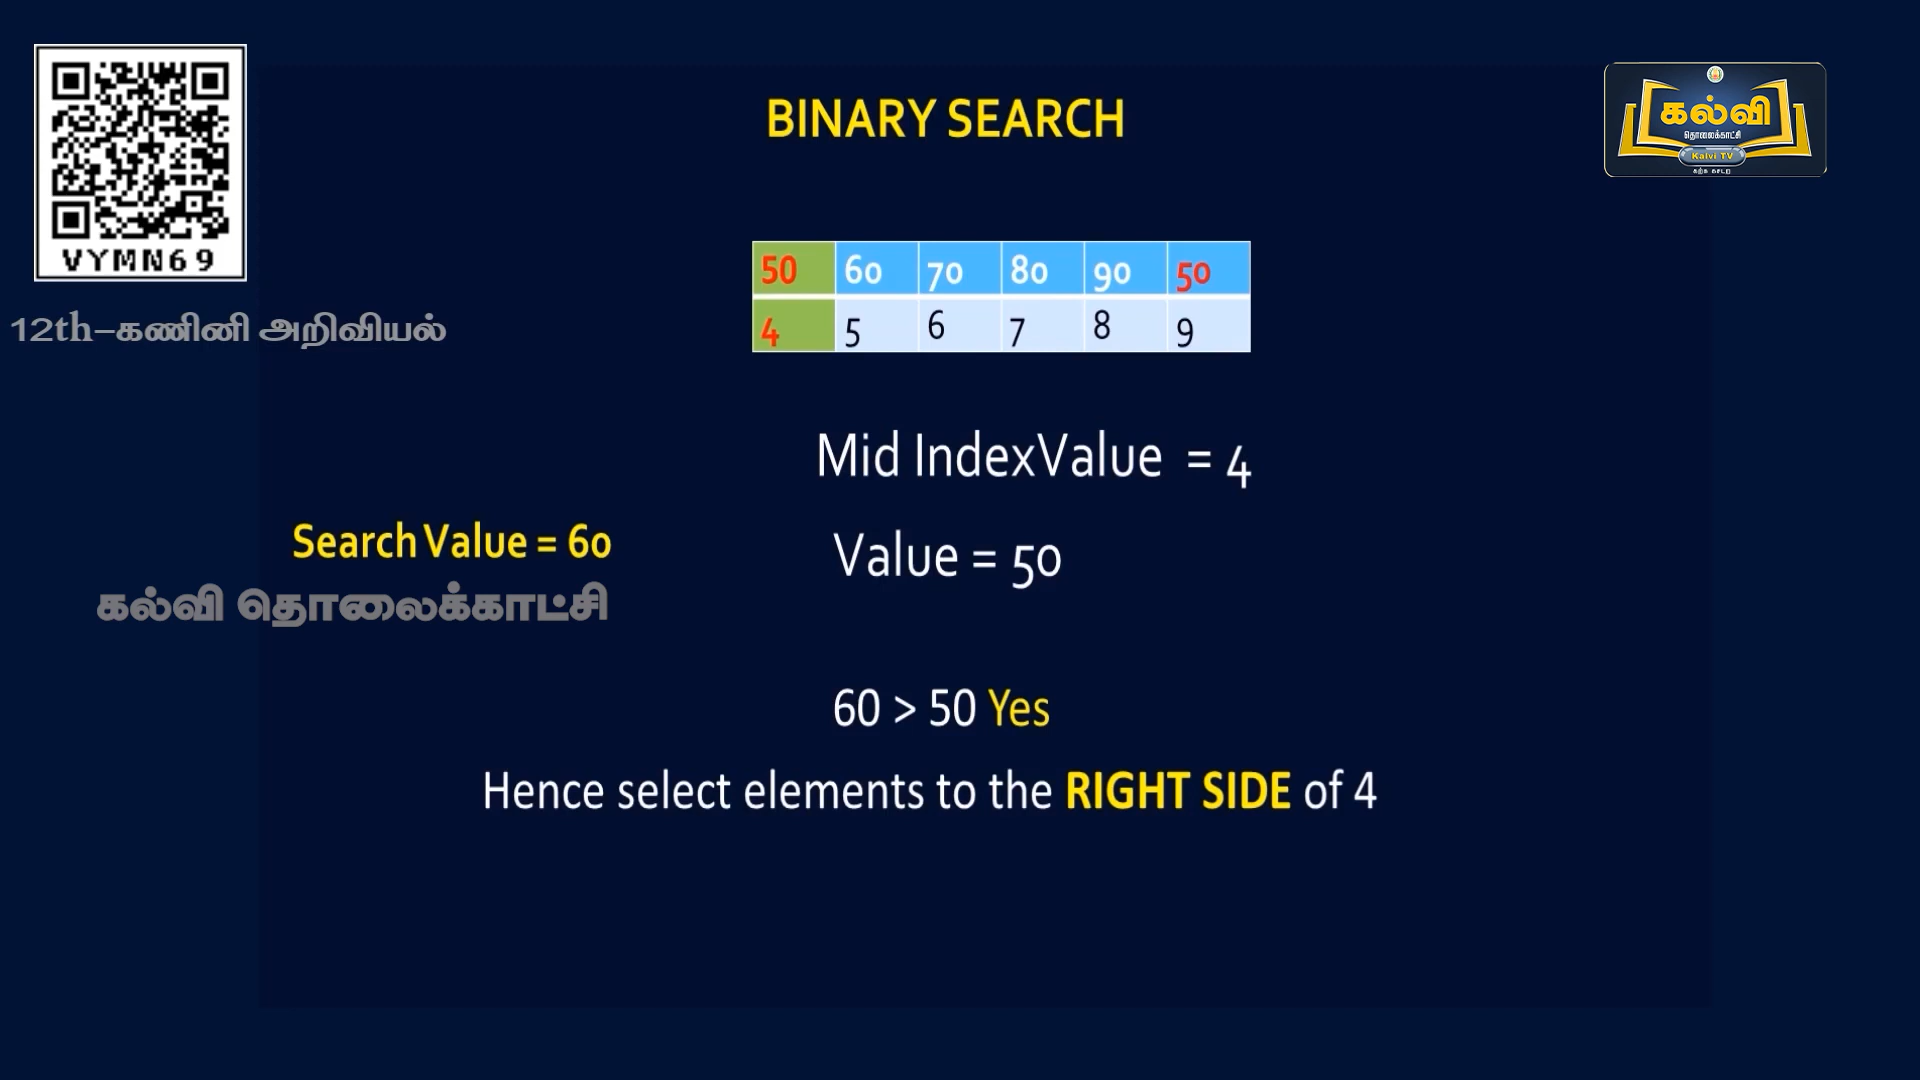 BINARY SEARCH
கல்வி
தொலைக்காட்சி
Kalvi TV
கற்க கசடற
VYMN69
50 60 70 80 90 50
4 5 6 7 8 9
12th-கணினி அறிவியல்
Mid IndexValue = 4
Search Value = 60
Value = 50
கல்வி தொலைக்காட்சி
60 > 50 Yes
Hence select elements to the RIGHT SIDE of 4